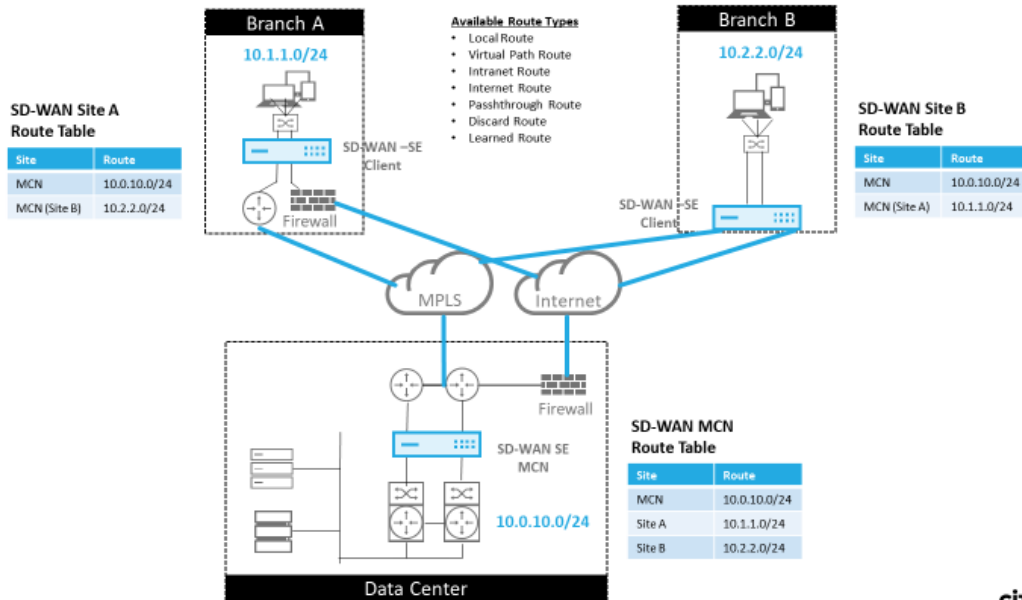 Branch A
10.1.1.0/24
Available Route Types
• Local Route
• Virtual Path Route
• Intranet Route
• Internet Route
• Passhthrough Route
• Discard Route
• Learned Route
Branch B
10.2.2.0/24
SD-WAN Site A
Route Table
Site Route
MCN 10.0.10.0/24
MCN (Site B) 10.2.2.0/24
SD-WAN –SE
Client
Firewall
SD-WAN –SE
Client
SD-WAN Site B
Route Table
Site Route
MCN 10.0.10.0/24
MCN (Site A) 10.1.1.0/24
MPLS
Internet
Firewall
SD-WAN SE
MCN
10.0.10.0/24
Data Center
SD-WAN MCN
Route Table
Site Route
MCN 10.0.10.0/24
Site A 10.1.1.0/24
Site B 10.2.2.0/24